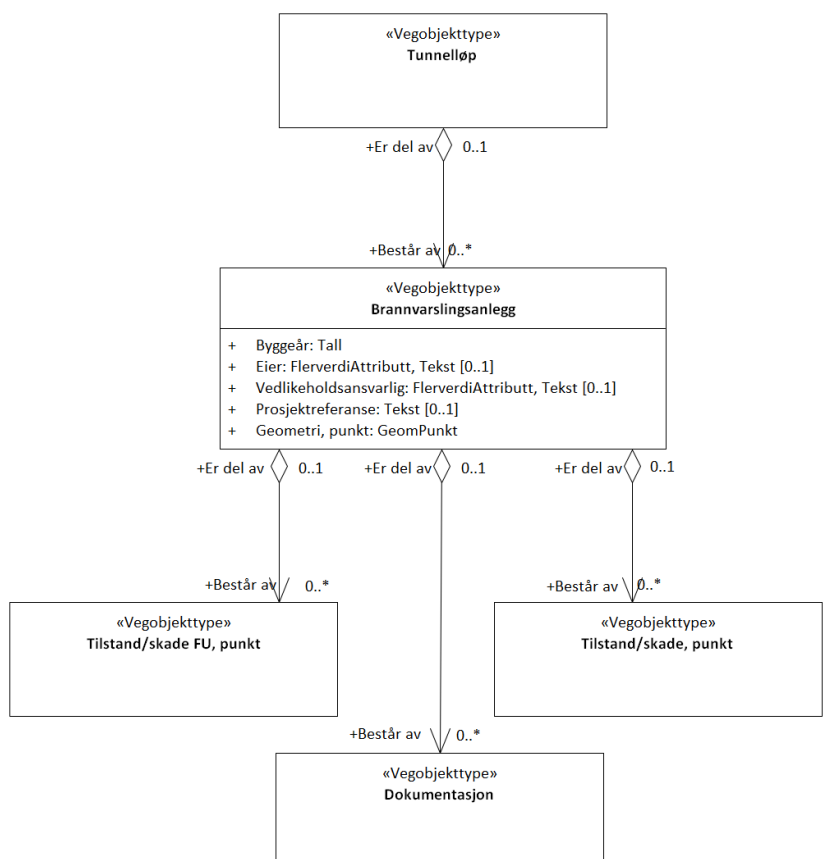 «Vegobjekttype»
Tunnelløp
+Er del av 0..1
+Består av 0..*
«Vegobjekttype»
Brannvarslingsanlegg
+ Byggeår: Tall
+ Eier: FlerverdiAttributt, Tekst [0..1]
+ Vedlikeholdsansvarlig: FlerverdiAttributt, Tekst [0..1]
+ Prosjektreferanse: Tekst [0..1]
+ Geometri, punkt: GeomPunkt
+Er del av 0..1 +Er del av 0..1 +Er del av 0..1
+Består av 0..* +Består av 0..*
«Vegobjekttype»
Tilstand/skade FU, punkt
«Vegobjekttype»
Tilstand/skade, punkt
+Består av 0..*
«Vegobjekttype»
Dokumentasjon